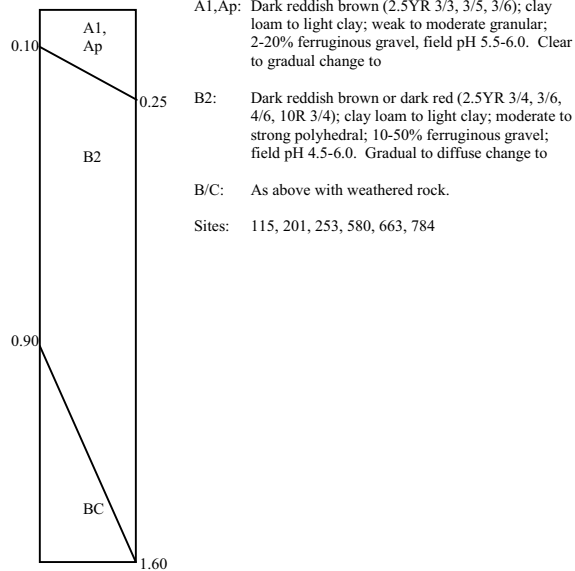 A1,
Ap
0.10
0.25
B2
0.90
BC
1.60
A1,Ap: Dark reddish brown (2.5YR 3/3, 3/5, 3/6); clay
loam to light clay; weak to moderate granular;
2-20% ferruginous gravel, field pH 5.5-6.0. Clear
to gradual change to
B2: Dark reddish brown or dark red (2.5YR 3/4, 3/6,
4/6, 10R 3/4); clay loam to light clay; moderate to
strong polyhedral; 10-50% ferruginous gravel;
field pH 4.5-6.0. Gradual to diffuse change to
B/C: As above with weathered rock.
Sites: 115, 201, 253, 580, 663, 784